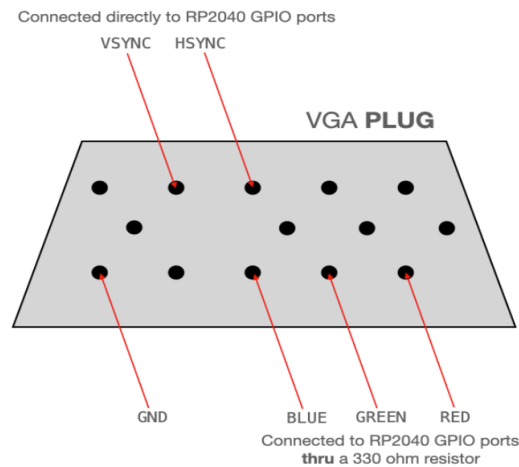 Connected directly to RP2040 GPIO ports
VSYNC HSYNC
VGA PLUG
GND BLUE GREEN RED
Connected to RP2040 GPIO ports
thru a 330 ohm resistor